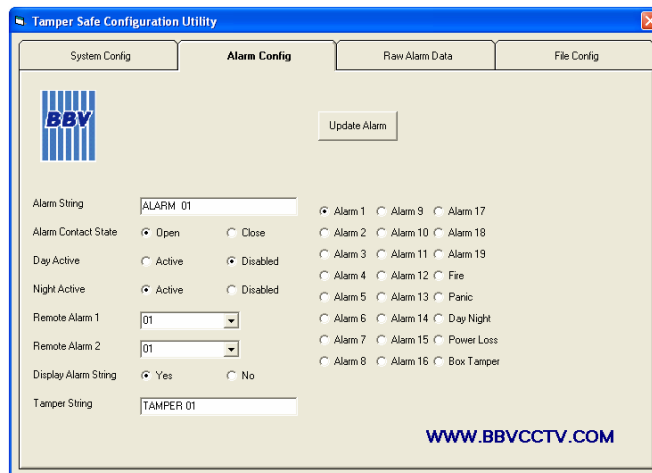 Tamper Safe Configuration Utility
System Config
Alarm Config
Raw Alarm Data
File Config
BBV
Update Alarm
Alarm String
ALARM 01
Alarm Contact State
Open
Close
Day Active
Active
Disabled
Night Active
Active
Disabled
Remote Alarm 1
01
Remote Alarm 2
01
Display Alarm String
Yes
No
Tamper String
TAMPER 01
Alarm 1 Alarm 9 Alarm 17
Alarm 2 Alarm 10 Alarm 18
Alarm 3 Alarm 11 Alarm 19
Alarm 4 Alarm 12 Fire
Alarm 5 Alarm 13 Panic
Alarm 6 Alarm 14 Day Night
Alarm 7 Alarm 15 Power Loss
Alarm 8 Alarm 16 Box Tamper
WWW.BBVCCTV.COM